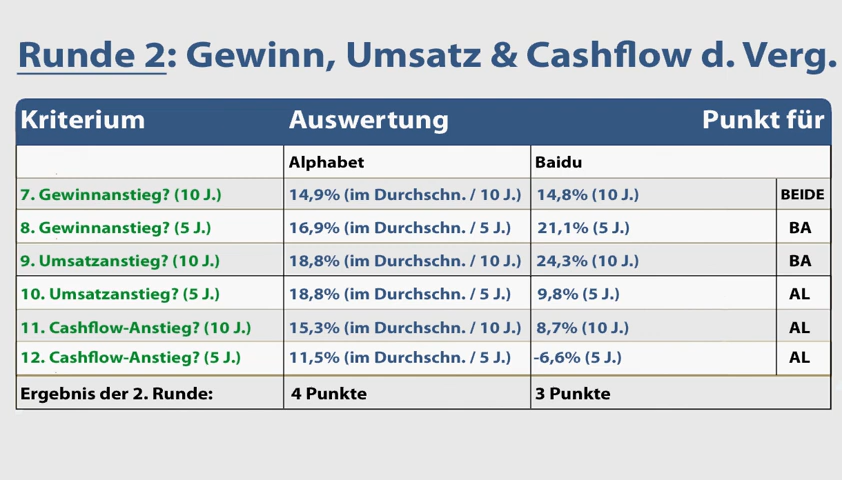 Runde 2: Gewinn, Umsatz & Cashflow d. Verg.
Kriterium Auswertung Punkt für
Alphabet Baidu
7. Gewinnanstieg? (10 J.) 14,9% (im Durchschn. / 10 J.) 14,8% (10 J.) BEIDE
8. Gewinnanstieg? (5 J.) 16,9% (im Durchschn. / 5 J.) 21,1% (5 J.) BA
9. Umsatzanstieg? (10 J.) 18,8% (im Durchschn. / 10 J.) 24,3% (10 J.) BA
10. Umsatzanstieg? (5 J.) 18,8% (im Durchschn. / 5 J.) 9,8% (5 J.) AL
11. Cashflow-Anstieg? (10 J.) 15,3% (im Durchschn. / 10 J.) 8,7% (10 J.) AL
12. Cashflow-Anstieg? (5 J.) 11,5% (im Durchschn. / 5 J.) -6,6% (5 J.) AL
Ergebnis der 2. Runde: 4 Punkte 3 Punkte